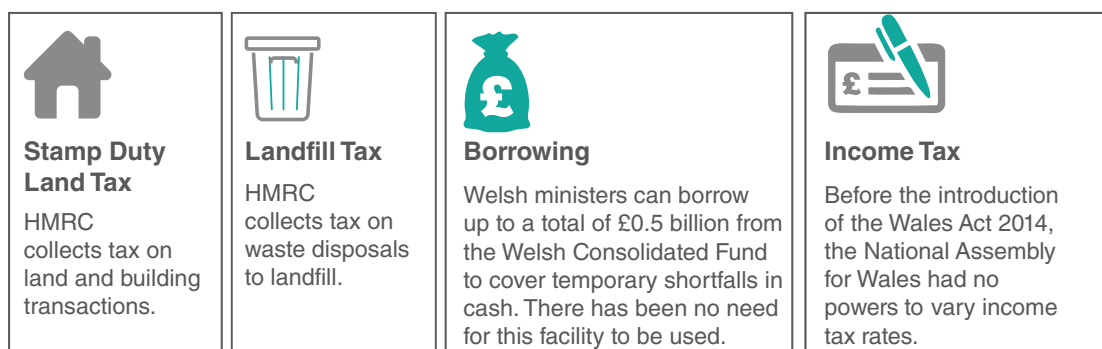 Stamp Duty
Land Tax
HMRC
collects tax on
land and building
transactions.
Landfill Tax
HMRC
collects tax on
waste disposals
to landfill.
£
Borrowing
Welsh ministers can borrow
up to a total of £0.5 billion from
the Welsh Consolidated Fund
to cover temporary shortfalls in
cash. There has been no need
for this facility to be used.
£
Income Tax
Before the introduction
of the Wales Act 2014,
the National Assembly
for Wales had no
powers to vary income
tax rates.